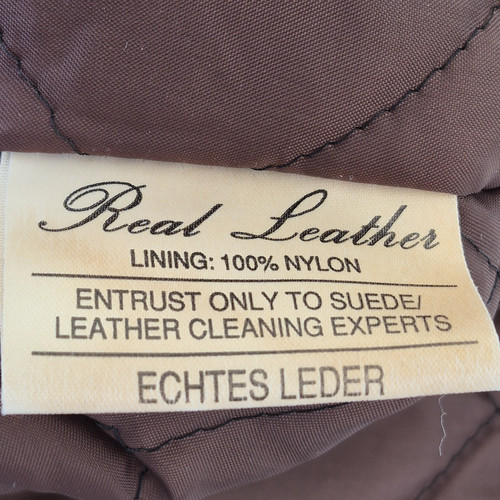 Real Leather
LINING: 100% NYLON
ENTRUST ONLY TO SUEDE/
LEATHER CLEANING EXPERTS
ECHTES LEDER